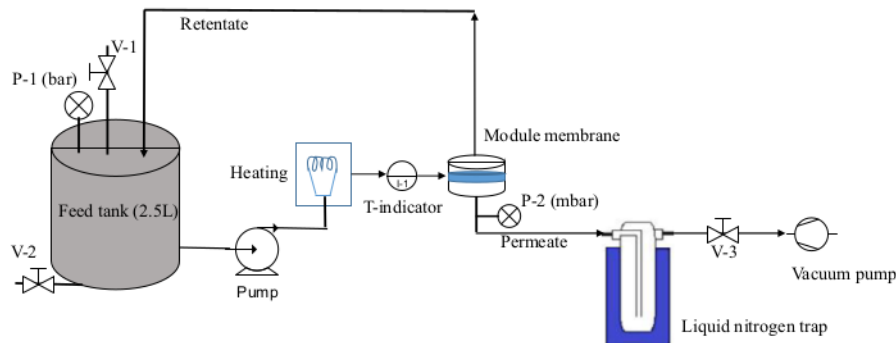 Retentate
V-1
P-1 (bar)
Module membrane
Heating
I-1
T-indicator
P-2 (mbar)
Feed tank (2.5L)
Permeate
V-2
V-3
Pump
Vacuum pump
Liquid nitrogen trap